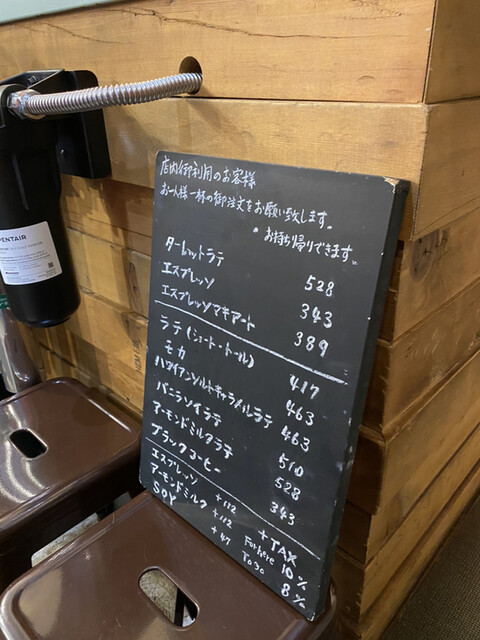 PENTAIR
店内御利用のお客様
お一人様一杯の御注文をお願い致します。
・お持ち帰りできます。
ターレットラテ 528
エスプレッソ 343
エスプレッソマキアート 389
ラテ(ショート・トール) 417
モカ 463
ハワイアンソルトキャラメルラテ 463
バニラソイラテ 510
アーモンドミルクラテ 528
ブラックコーヒー 343
エスプレッソ +112
アーモンドミルク +112
SOY +47
+TAX
For here 10%
To Go 8%